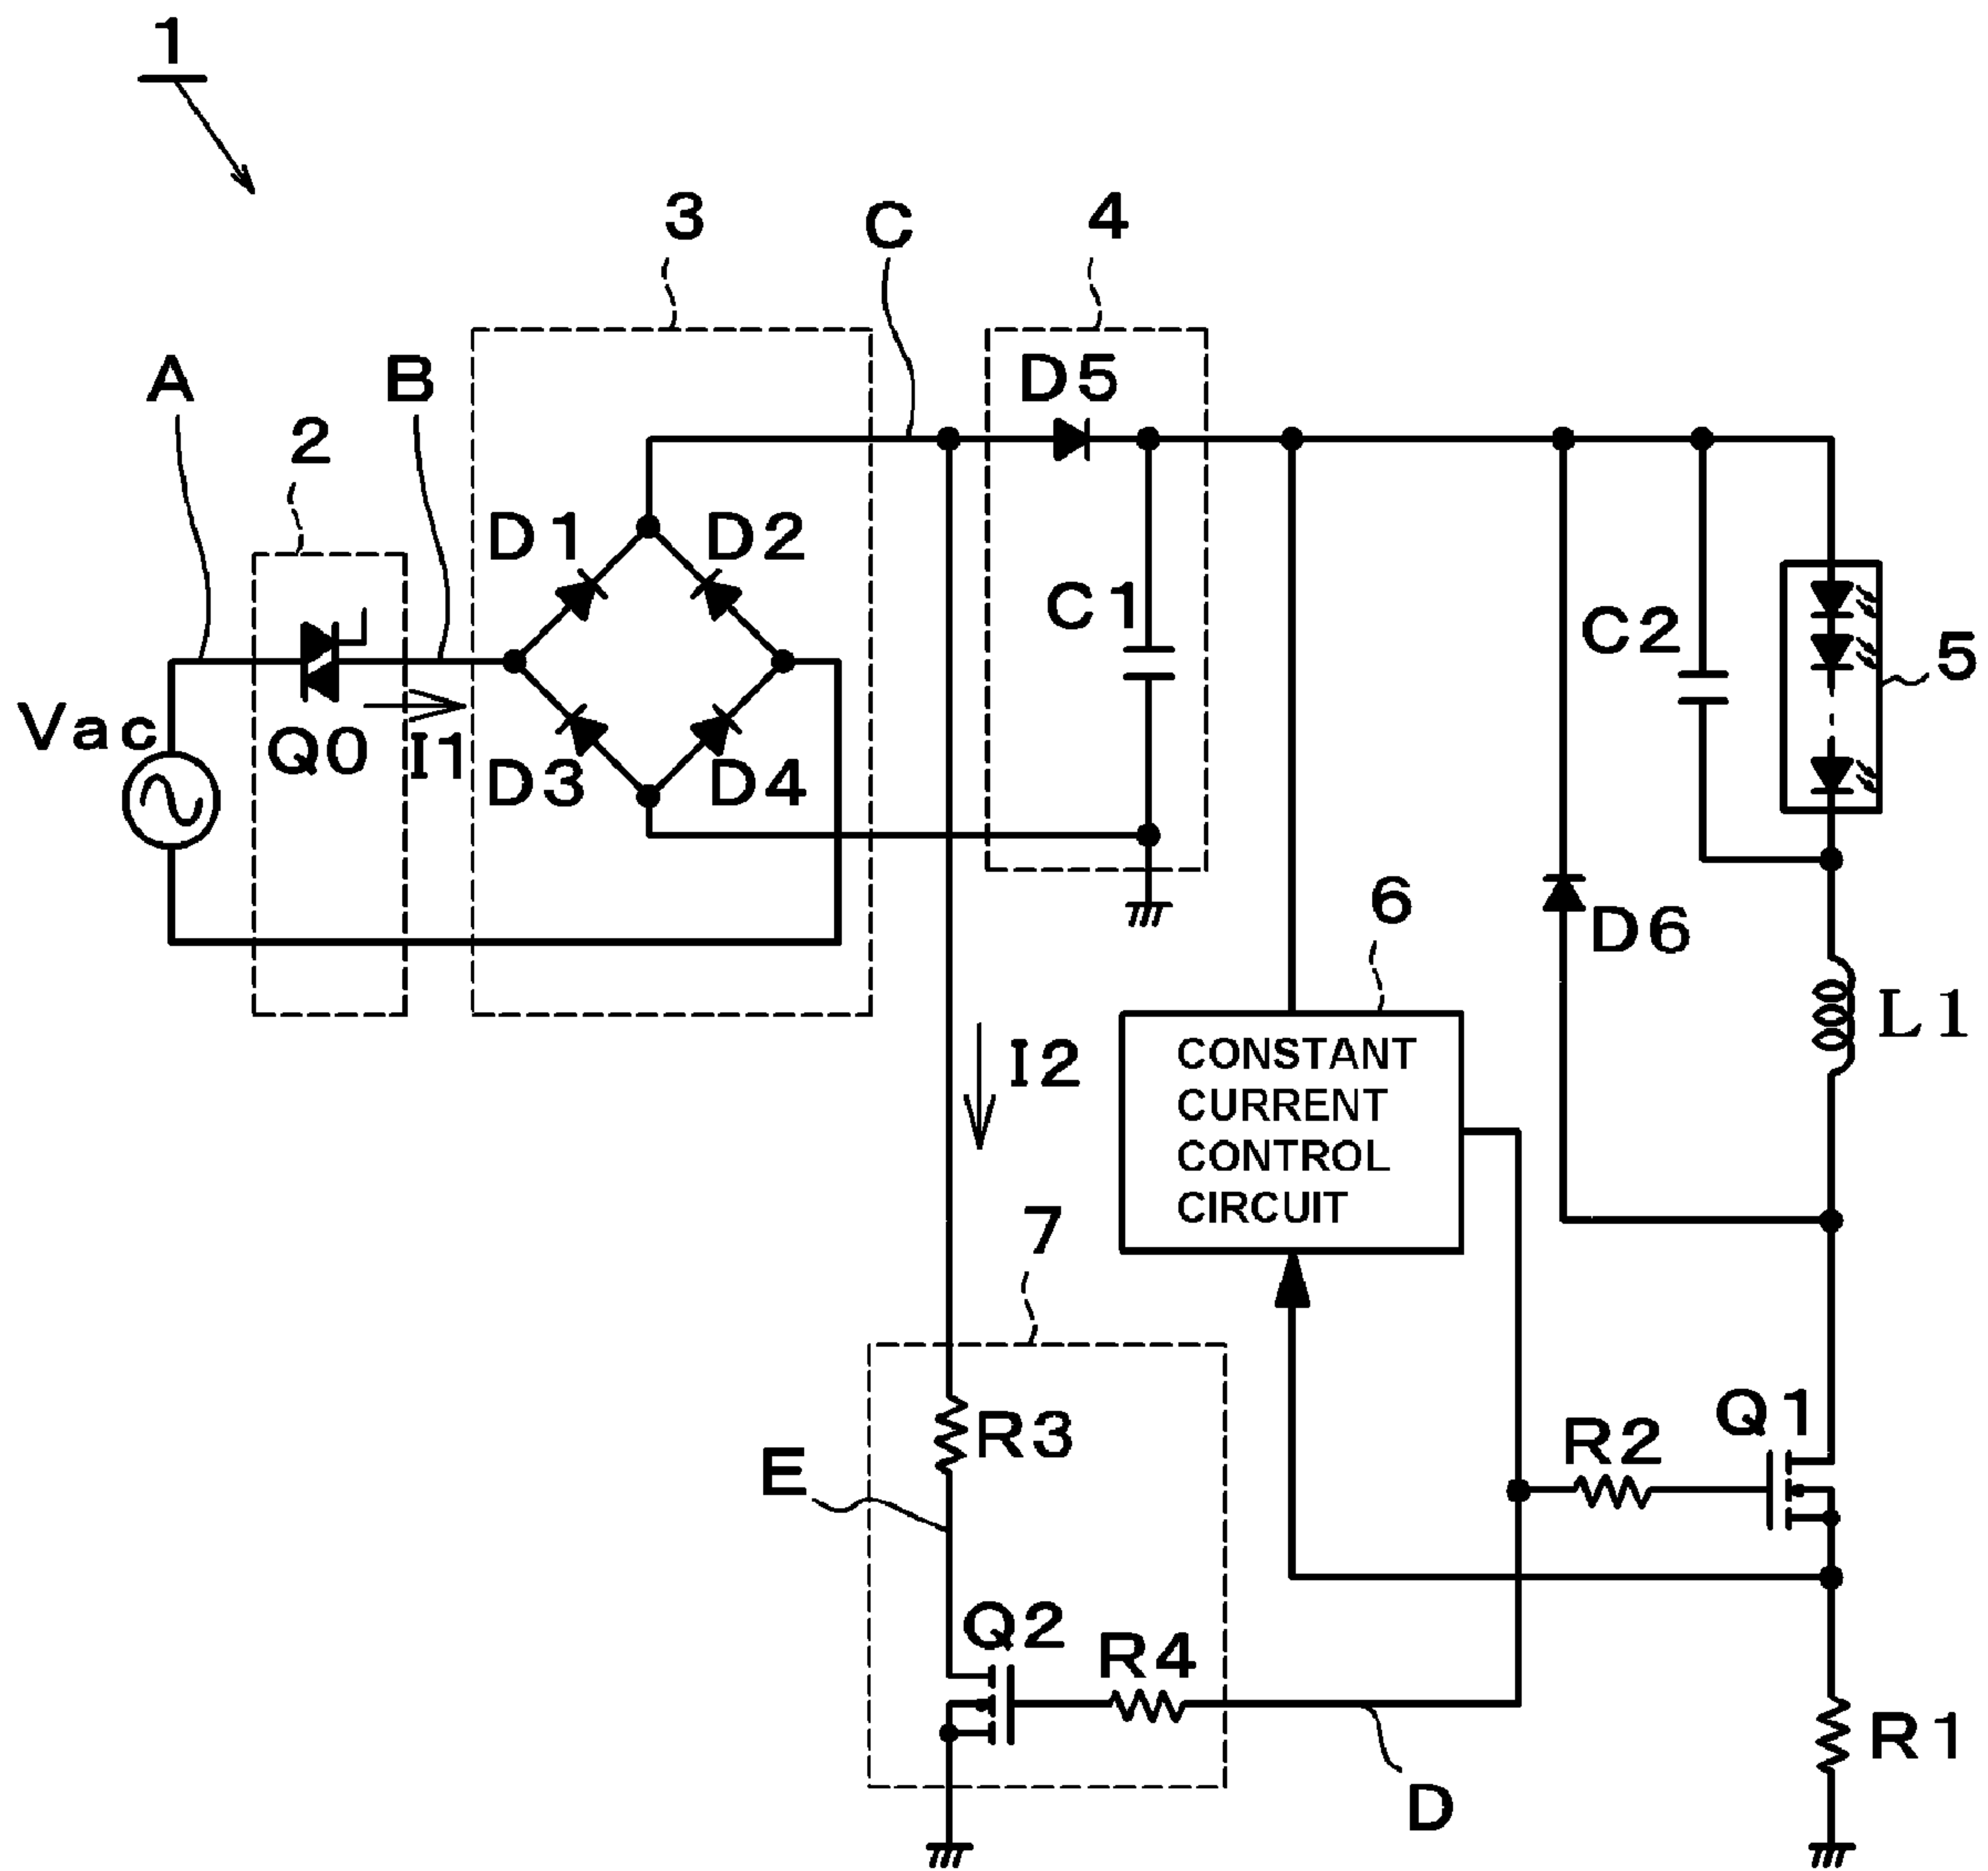 1
3
C
4
A
B
D5
2
D1
D2
C1
C2
5
Vac
Q0
I1
D3
D4
6
D6
L1
I2
CONSTANT
CURRENT
CONTROL
CIRCUIT
7
Q1
R3
R2
E
Q2
R4
R1
D